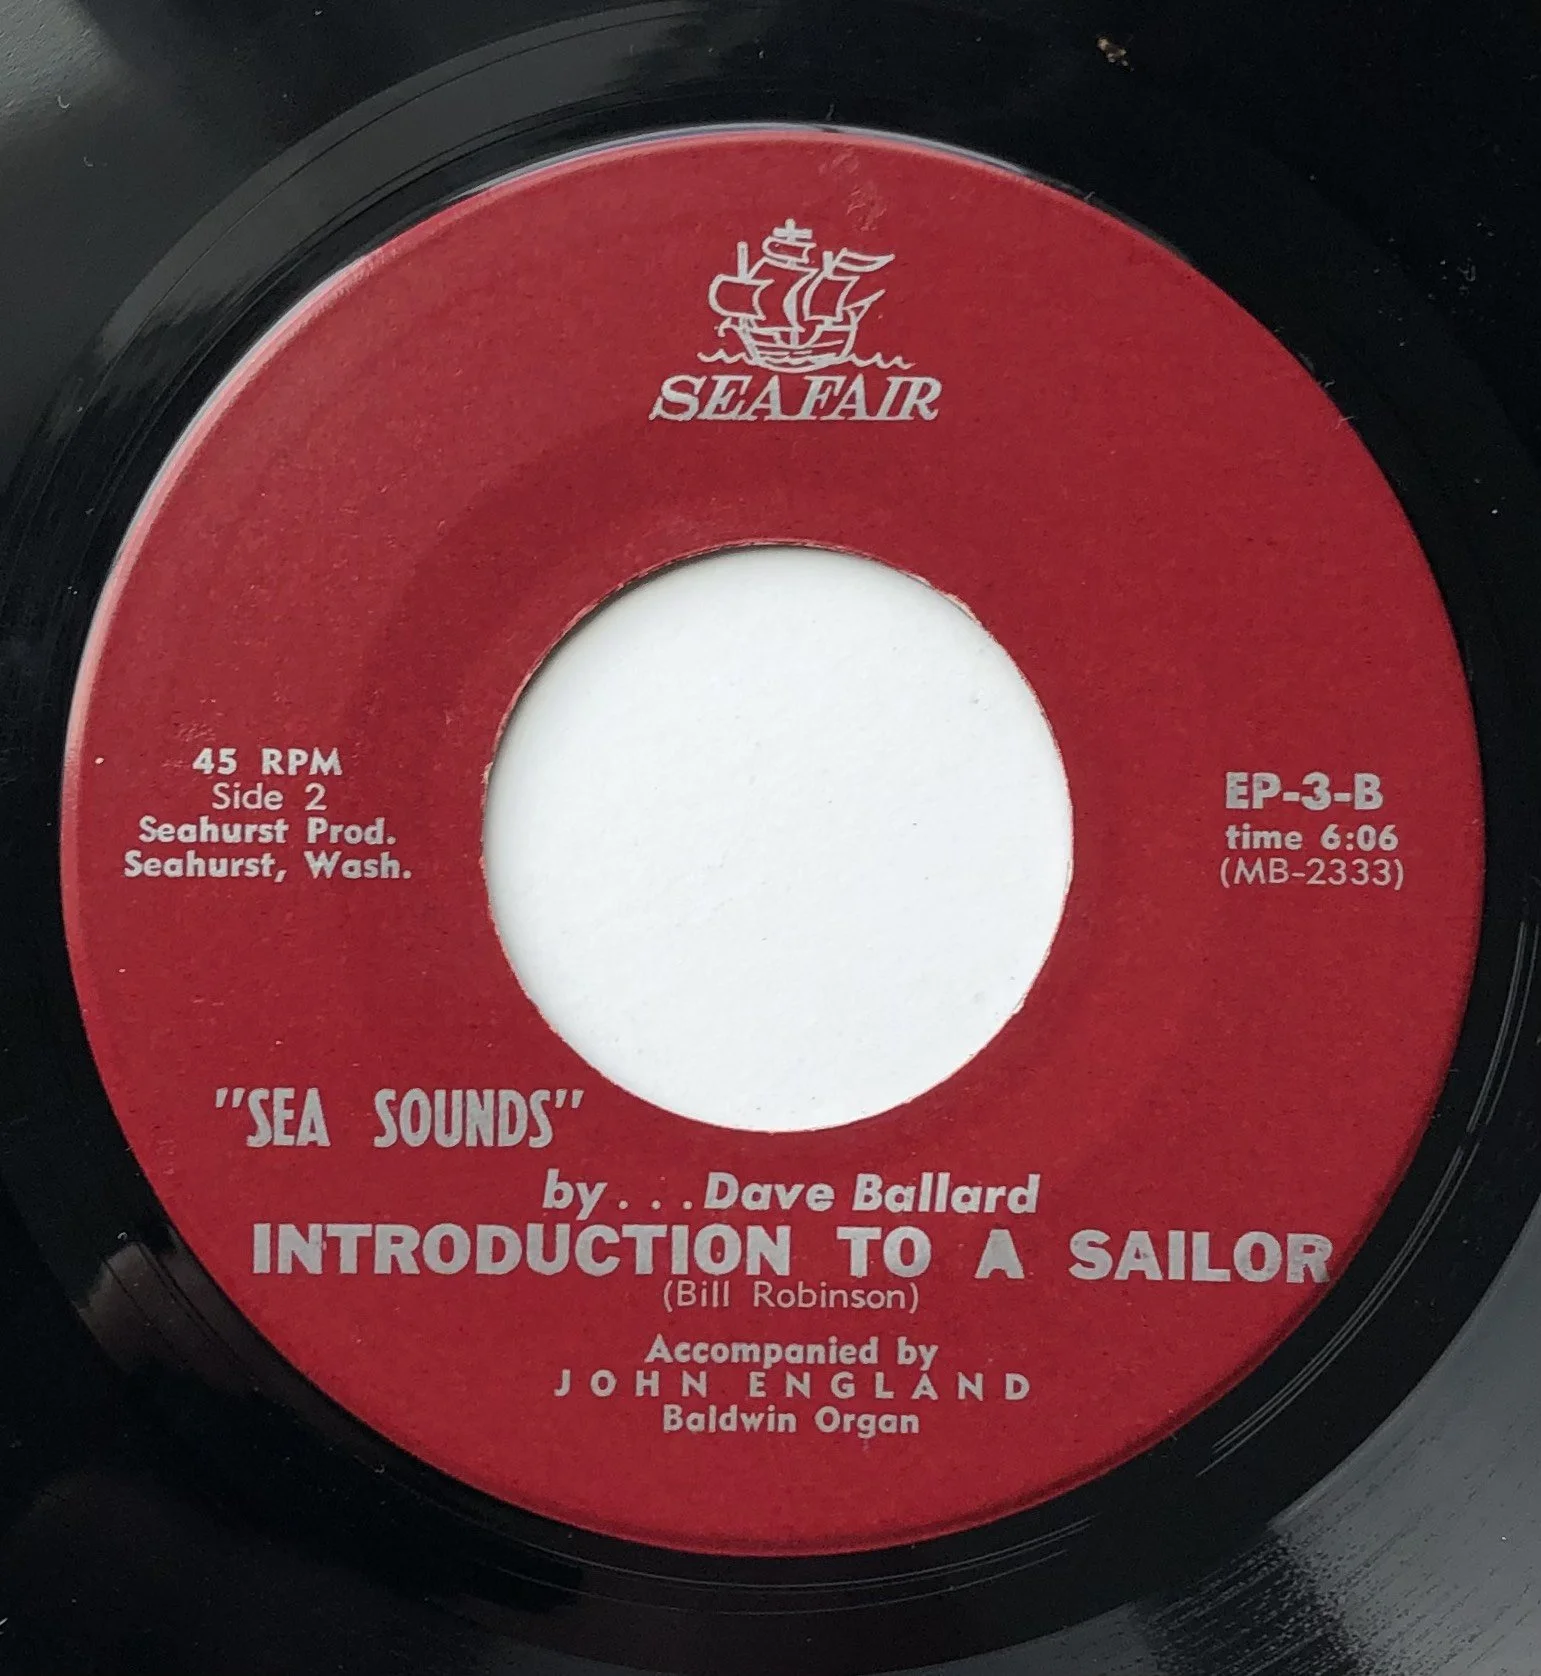 SEAFAIR
45 RPM
Side 2
Seahurst Prod.
Seahurst, Wash.
EP-3-B
time 6:06
(MB-2333)
"SEA SOUNDS"
by...Dave Ballard
INTRODUCTION TO A SAILOR
(Bill Robinson)
Accompanied by
JOHN ENGLAND
Baldwin Organ